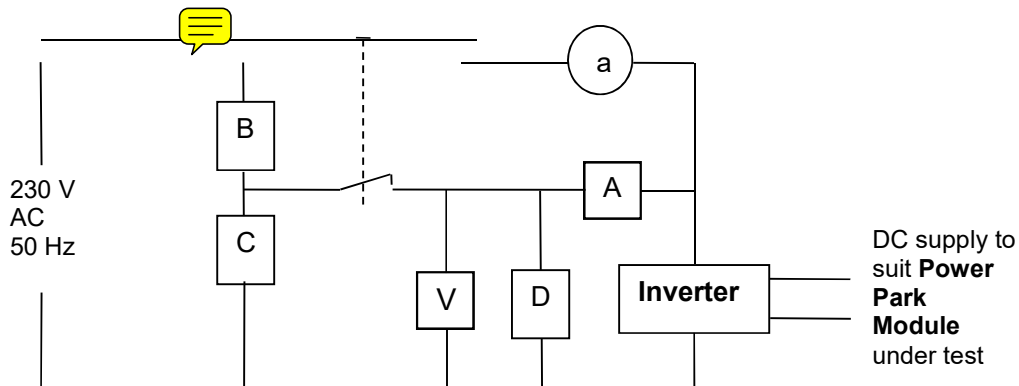 a
B
A
230 V
AC
50 Hz
C
V
D
Inverter
DC supply to
suit Power
Park
Module
under test